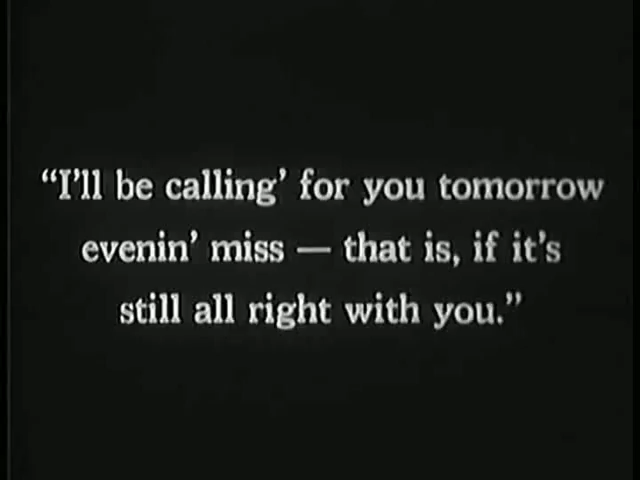 “I’ll be calling’ for you tomorrow
evenin’ miss — that is, if it’s
still all right with you.”